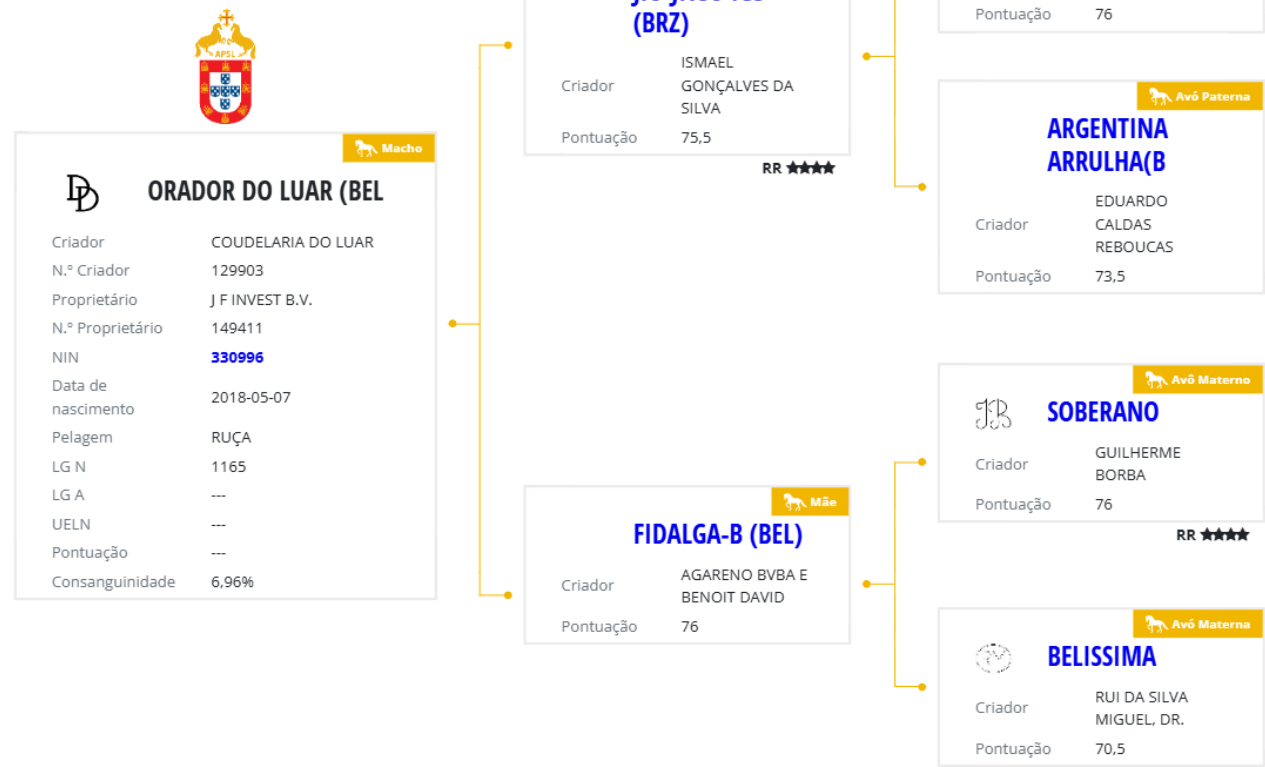 (BRZ)
Criador
ISMAEL
GONÇALVES DA
SILVA
Pontuação 75,5
RR ★★★★
Pontuação 76
Avó Paterna
ARGENTINA
ARRULHA(B
Criador
EDUARDO
CALDAS
REBOUCAS
Pontuação 73,5
APSL
Macho
ORADOR DO LUAR (BEL
Criador COUDELARIA DO LUAR
N.º Criador 129903
Proprietário J F INVEST B.V.
N.º Proprietário 149411
NIN 330996
Data de
nascimento 2018-05-07
Pelagem RUÇA
LG N 1165
LG A ---
UELN ---
Pontuação ---
Consanguinidade 6,96%
Mãe
FIDALGA-B (BEL)
Criador
AGARENO BVBA E
BENOIT DAVID
Pontuação 76
Avô Materno
SOBERANO
Criador
GUILHERME
BORBA
Pontuação 76
RR ★★★★
Avó Materna
BELISSIMA
Criador
RUI DA SILVA
MIGUEL, DR.
Pontuação 70,5